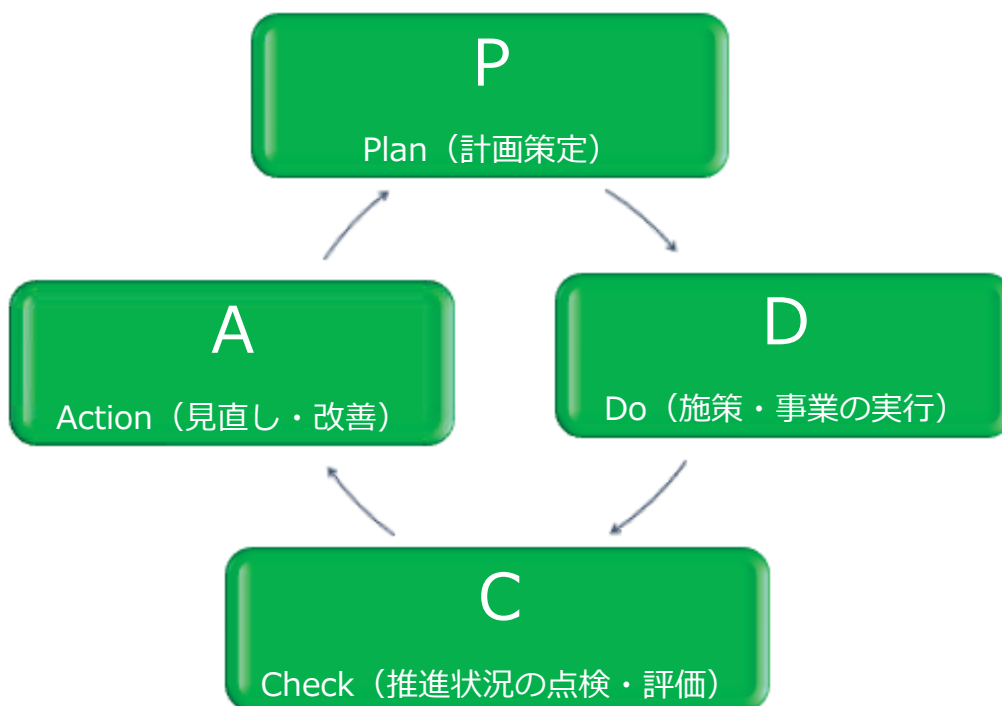 P
Plan（計画策定）
A
Action（見直し・改善）
D
Do（施策・事業の実行）
C
Check（推進状況の点検・評価）